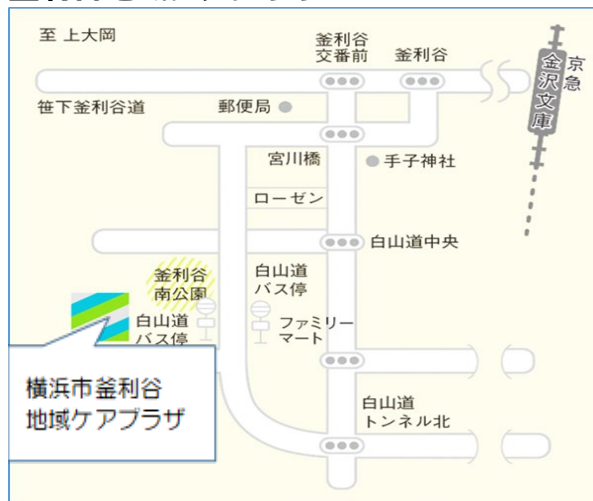 至 上大岡
釜利谷
交番前
釜利谷
京急
金沢文庫
笹下釜利谷道
郵便局
宮川橋
手子神社
ローゼン
白山道中央
釜利谷
南公園
白山道
バス停
白山道
バス停
ファミリー
マート
横浜市釜利谷
地域ケアプラザ
白山道
トンネル北